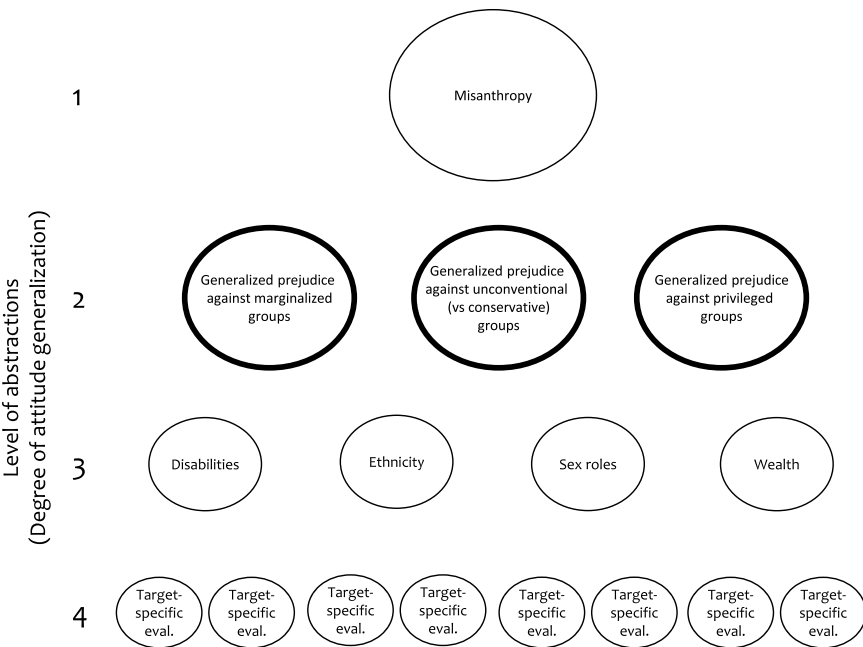 1
Misanthropy
Level of abstractions
(Degree of attitude generalization)
2
Generalized prejudice
against marginalized
groups
Generalized prejudice
against unconventional
(vs conservative)
groups
Generalized prejudice
against privileged
groups
3
Disabilities
Ethnicity
Sex roles
Wealth
4
Target-
specific
eval.
Target-
specific
eval.
Target-
specific
eval.
Target-
specific
eval.
Target-
specific
eval.
Target-
specific
eval.
Target-
specific
eval.
Target-
specific
eval.